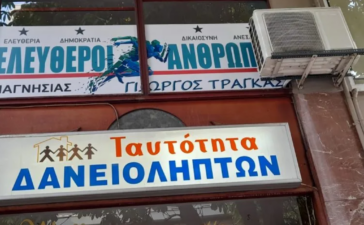 ★ ΕΛΕΥΘΕΡΙΑ ★ ΔΗΜΟΚΡΑΤΙΑ ★ ΔΙΚΑΙΟΣΥΝΗ ★
ΕΛΕΥΘΕΡΟΙ ΑΝΘΡΩΠ
ΜΑΓΝΗΣΙΑΣ ΓΙΩΡΓΟΣ ΤΡΑΓΚΑΣ
Ταυτότητα
ΔΑΝΕΙΟΛΗΠΤΩΝ